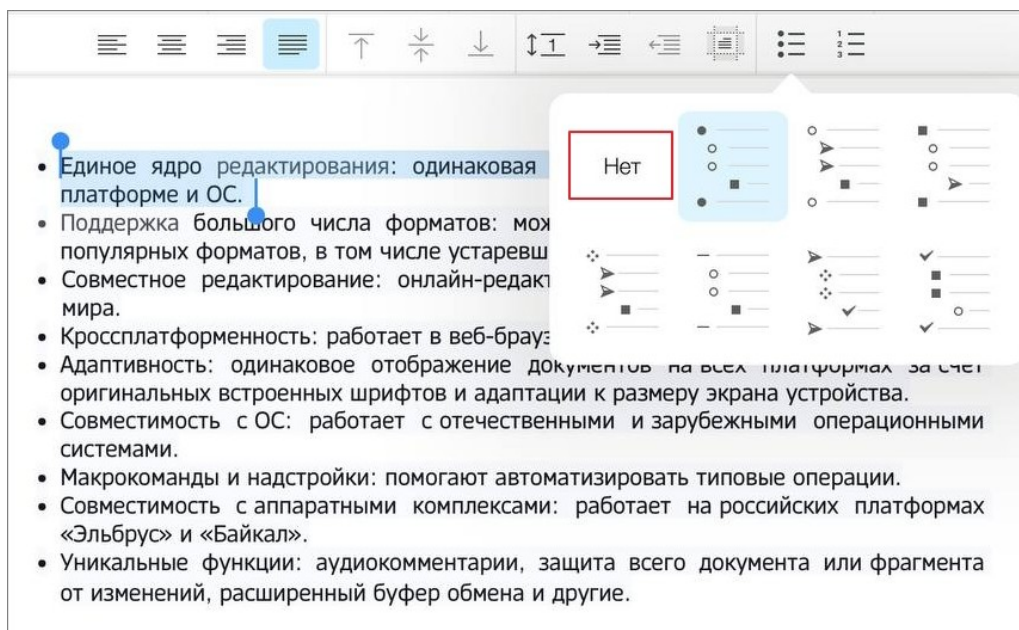 1
1
2
3
Нет
• Единое ядро редактирования: одинаковая
платформе и ОС.
• Поддержка большого числа форматов: мож
популярных форматов, в том числе устаревш
• Совместное редактирование: онлайн-редакт
мира.
• Кроссплатформенность: работает в веб-брауз
• Адаптивность: одинаковое отображение документов на всех платформах за счет
оригинальных встроенных шрифтов и адаптации к размеру экрана устройства.
• Совместимость с ОС: работает с отечественными и зарубежными операционными
системами.
• Макрокоманды и надстройки: помогают автоматизировать типовые операции.
• Совместимость с аппаратными комплексами: работает на российских платформах
«Эльбрус» и «Байкал».
• Уникальные функции: аудиокомментарии, защита всего документа или фрагмента
от изменений, расширенный буфер обмена и другие.